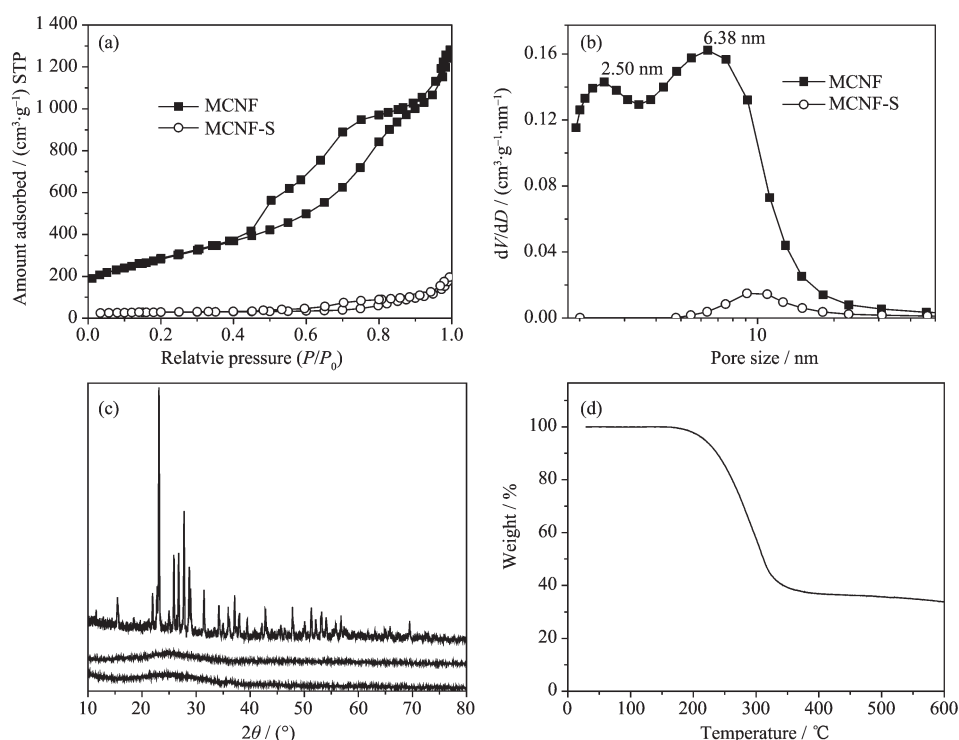 (a)
1 400
1 200
1 000
800
600
400
200
0
0.0 0.2 0.4 0.6 0.8 1.0
Amount adsorbed / (cm³·g⁻¹) STP
Relatvie pressure (P/P₀)
MCNF
MCNF-S
(b)
0.16
0.12
0.08
0.04
0.00
10
dV/dD / (cm³·g⁻¹·nm⁻¹)
Pore size / nm
2.50 nm
6.38 nm
MCNF
MCNF-S
(c)
10 20 30 40 50 60 70 80
2θ / (°)
(d)
100
80
60
40
20
0
0 100 200 300 400 500 600
Weight / %
Temperature / ℃